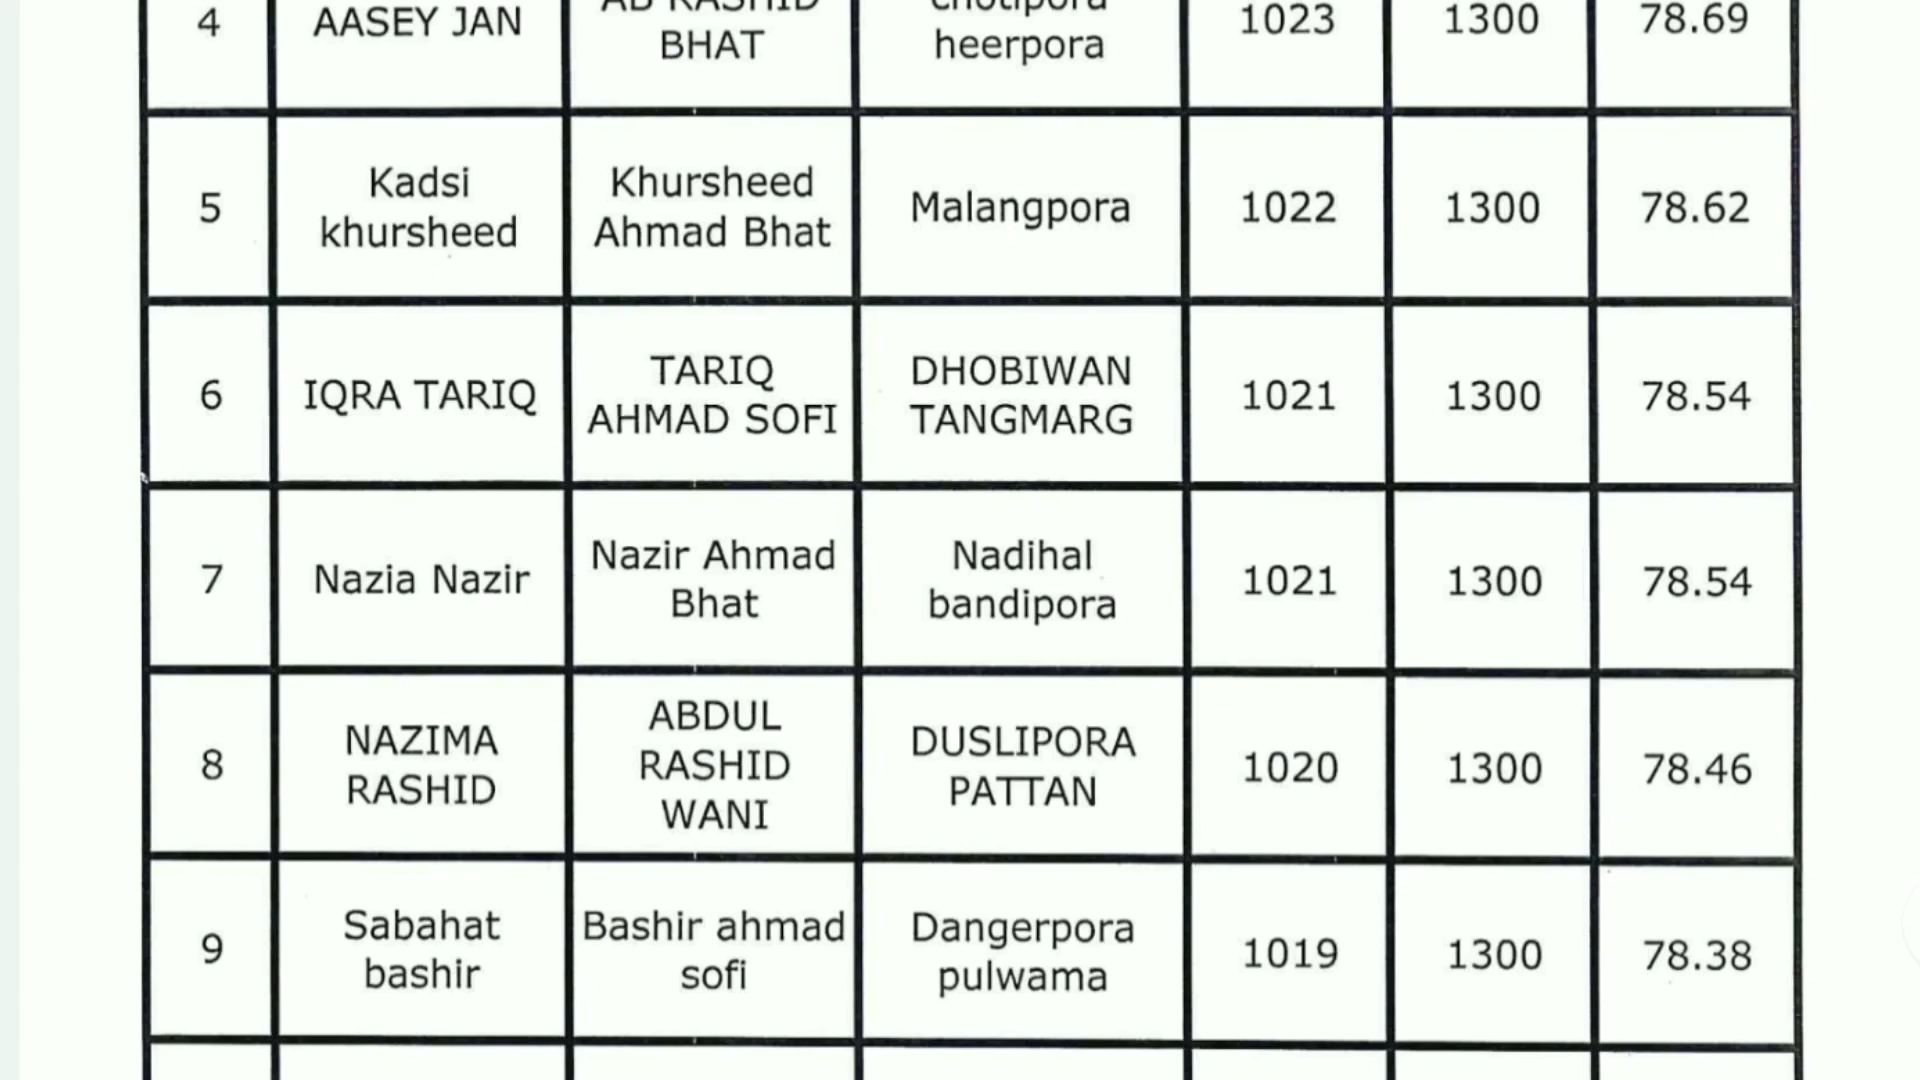 4 AASEY JAN AB RASHID BHAT chotipora heerpora 1023 1300 78.69
5 Kadsi khursheed Khursheed Ahmad Bhat Malangpora 1022 1300 78.62
6 IQRA TARIQ TARIQ AHMAD SOFI DHOBIWAN TANGMARG 1021 1300 78.54
7 Nazia Nazir Nazir Ahmad Bhat Nadihal bandipora 1021 1300 78.54
8 NAZIMA RASHID ABDUL RASHID WANI DUSLIPORA PATTAN 1020 1300 78.46
9 Sabahat bashir Bashir ahmad sofi Dangerpora pulwama 1019 1300 78.38